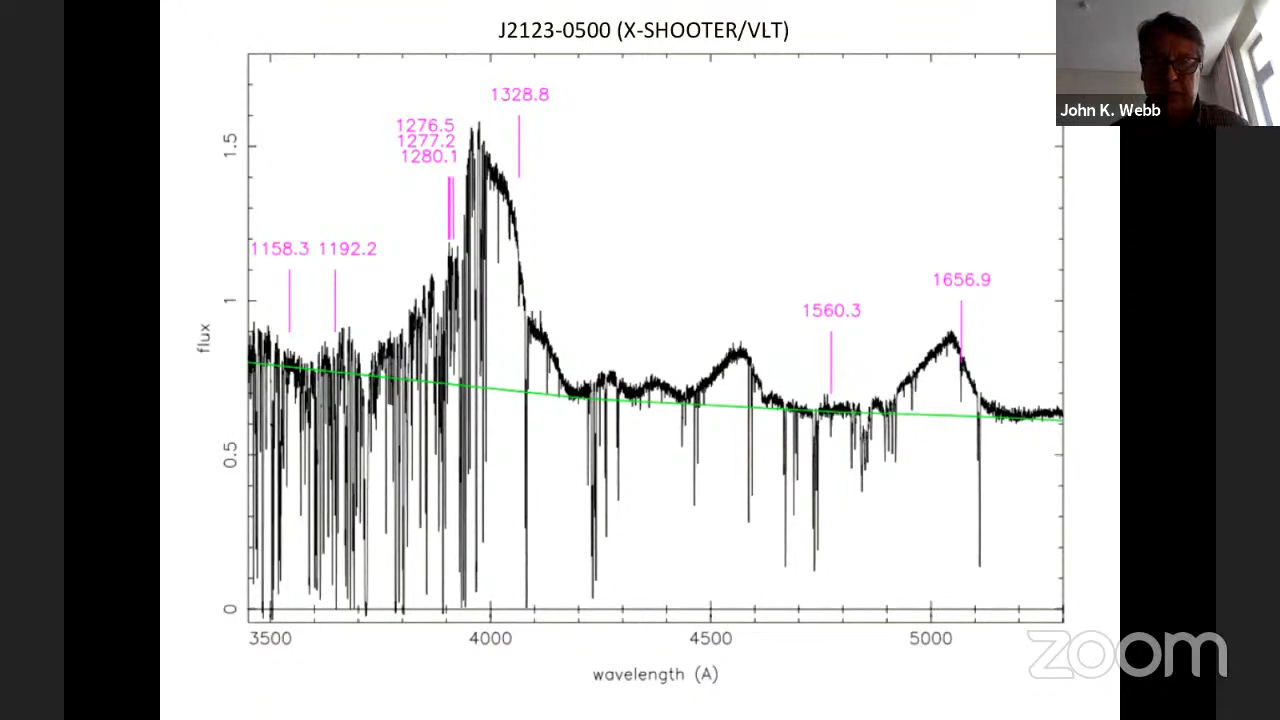 J2123-0500 (X-SHOOTER/VLT)
John K. Webb
1328.8
1276.5
1277.2
1280.1
1158.3 1192.2
1656.9
1560.3
flux
1.5
1
0.5
0
3500 4000 4500 5000
wavelength (A)
zoom